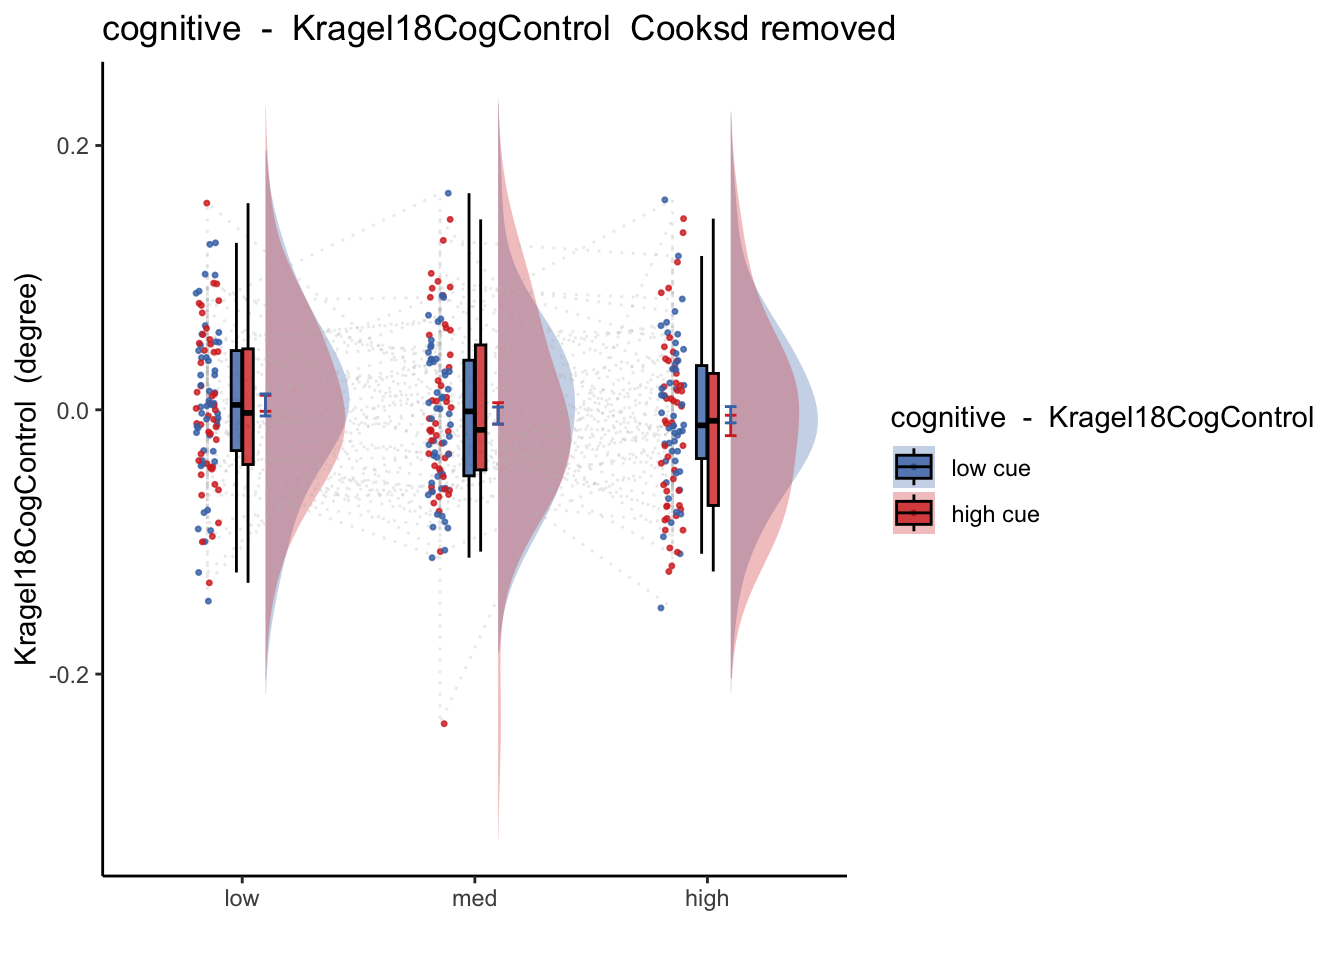 cognitive  -  Kragel18CogControl  Cooksd removed
Kragel18CogControl  (degree)
0.2
0.0
-0.2
low
med
high
cognitive  -  Kragel18CogControl
low cue
high cue